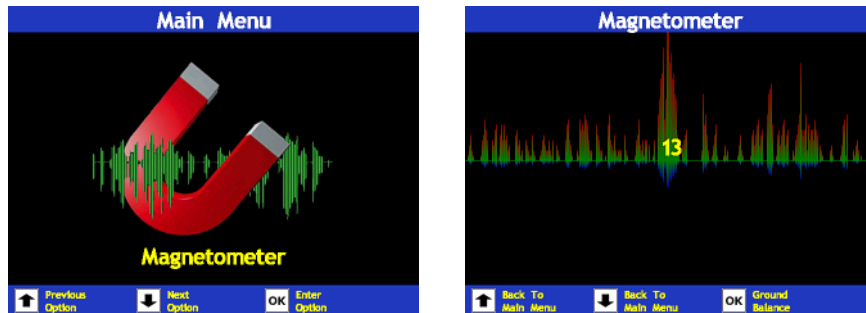 Main Menu
Magnetometer
Previous
Option
Next
Option
OK
Enter
Option
Magnetometer
13
Back To
Main Menu
Back To
Main Menu
OK
Ground
Balance